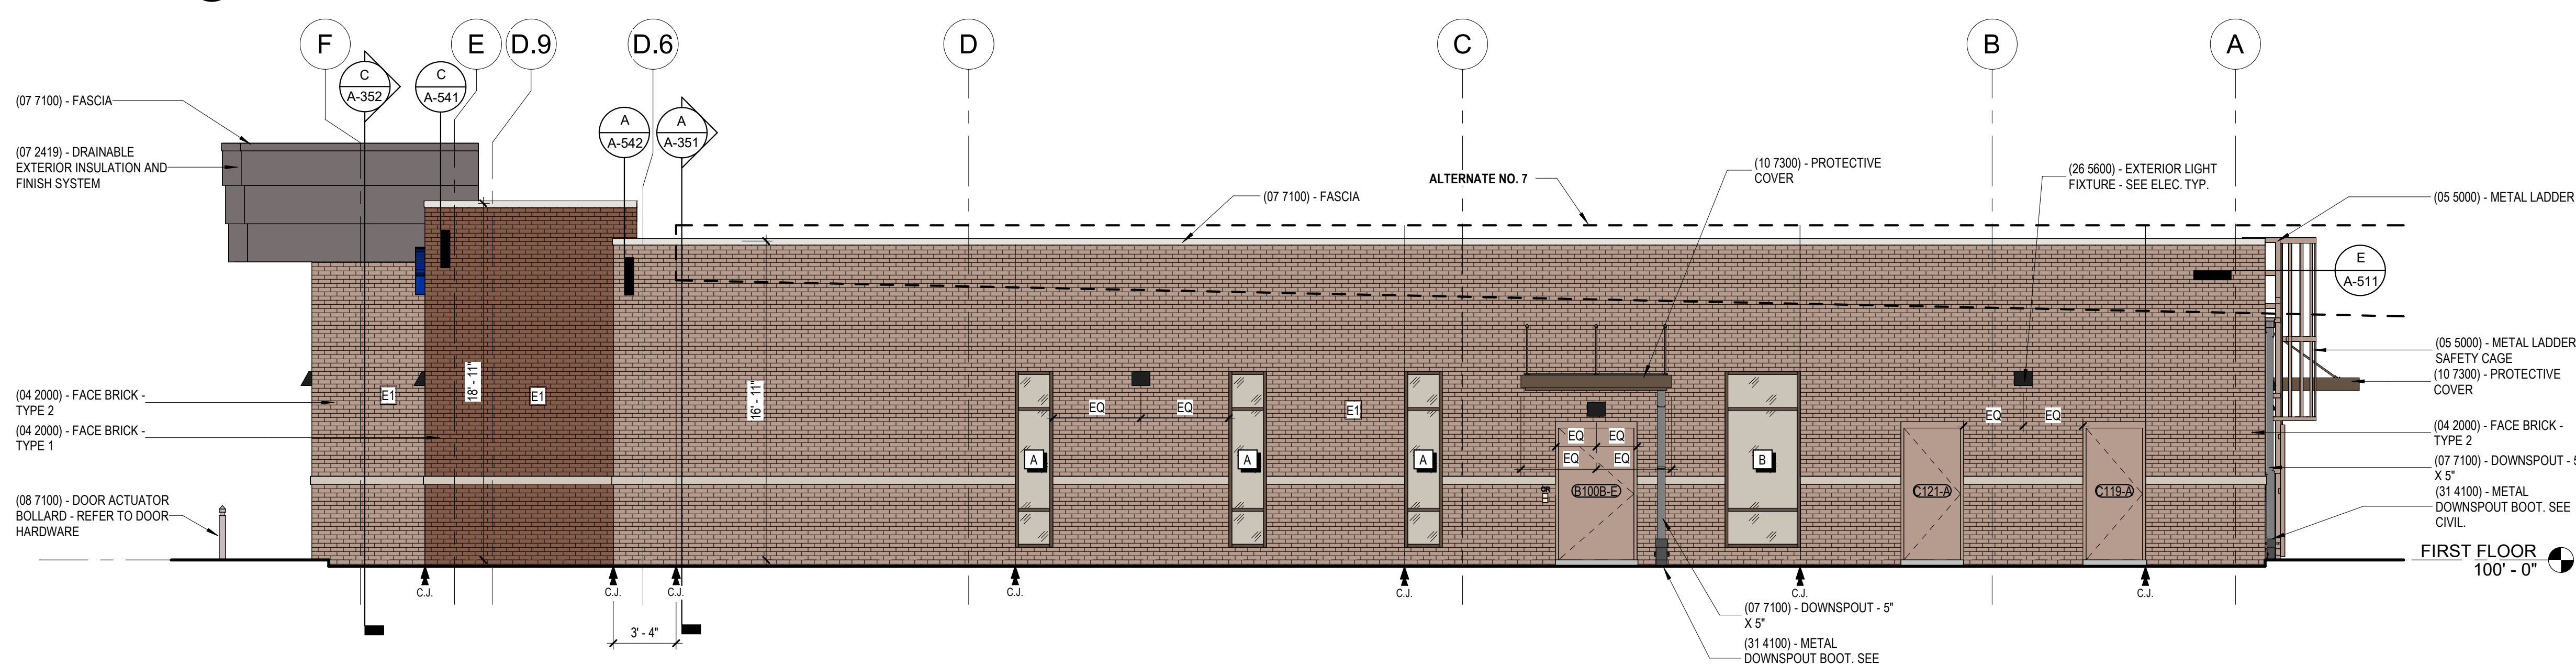 F
E
D.9
D.6
D
C
B
A
C
A-352
C
A-541
A
A-542
A
A-351
(07 7100) - FASCIA
(07 2419) - DRAINABLE
EXTERIOR INSULATION AND
FINISH SYSTEM
(04 2000) - FACE BRICK -
TYPE 2
(04 2000) - FACE BRICK -
TYPE 1
(08 7100) - DOOR ACTUATOR
BOLLARD - REFER TO DOOR
HARDWARE
ALTERNATE NO. 7
(07 7100) - FASCIA
(10 7300) - PROTECTIVE
COVER
(26 5600) - EXTERIOR LIGHT
FIXTURE - SEE ELEC. TYP.
(05 5000) - METAL LADDER
E
A-511
(05 5000) - METAL LADDER
SAFETY CAGE
(10 7300) - PROTECTIVE
COVER
(04 2000) - FACE BRICK -
TYPE 2
(07 7100) - DOWNSPOUT - 5"
X 5"
(31 4100) - METAL
DOWNSPOUT BOOT. SEE
CIVIL.
FIRST FLOOR
100' - 0"
E1
18' - 11"
E1
16' - 11"
EQ
EQ
E1
EQ
EQ
EQ
EQ
EQ
EQ
A
A
A
B
B100B-E
C121-A
C119-A
C.J.
C.J.
C.J.
C.J.
C.J.
C.J.
C.J.
3' - 4"
(07 7100) - DOWNSPOUT - 5"
X 5"
(31 4100) - METAL
DOWNSPOUT BOOT. SEE